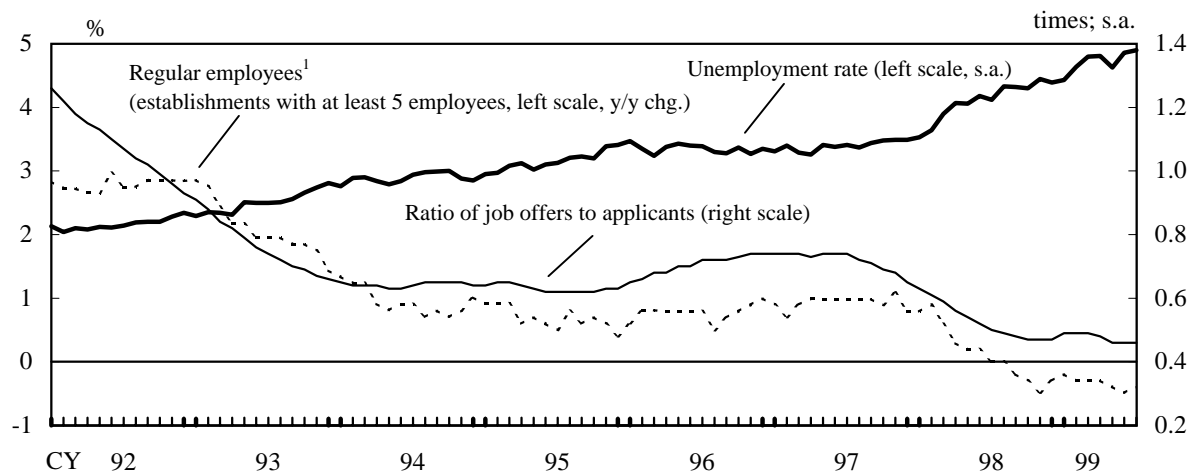 % times; s.a.
5 1.4
Regular employees1 Unemployment rate (left scale, s.a.)
(establishments with at least 5 employees, left scale, y/y chg.)
4 1.2
3 1.0
Ratio of job offers to applicants (right scale)
2 0.8
1 0.6
0 0.4
-1 0.2
CY 92 93 94 95 96 97 98 99